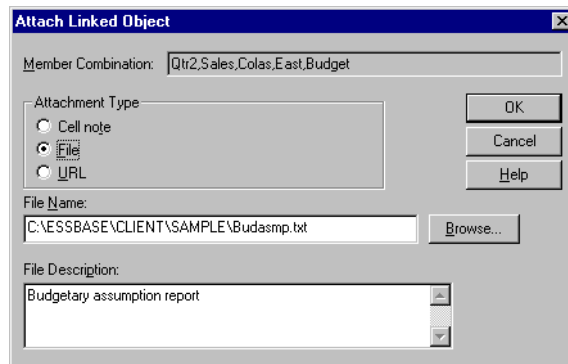 Attach Linked Object
Member Combination: Qtr2,Sales,Colas,East,Budget
Attachment Type
Cell note
File
URL
OK
Cancel
Help
File Name:
C:\ESSBASE\CLIENT\SAMPLE\Budasmp.txt
Browse...
File Description:
Budgetary assumption report